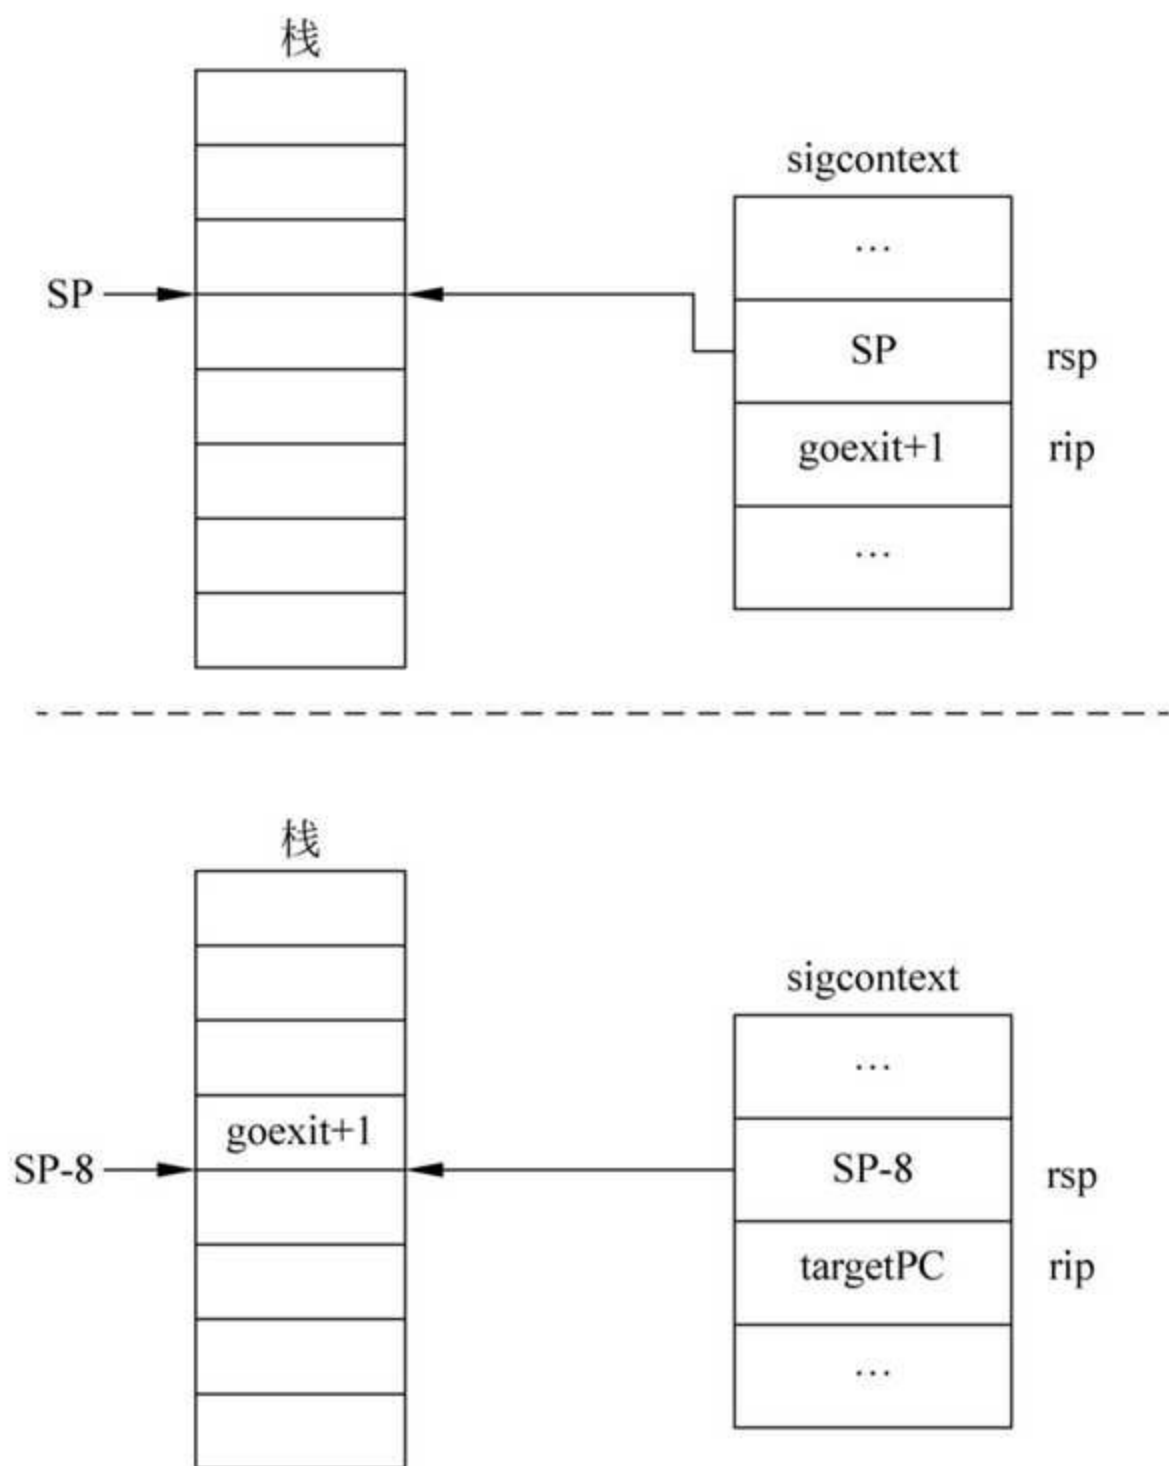 栈
sigcontext
…
SP
SP
rsp
goexit+1
rip
…
栈
sigcontext
…
goexit+1
SP-8
SP-8
rsp
targetPC
rip
…